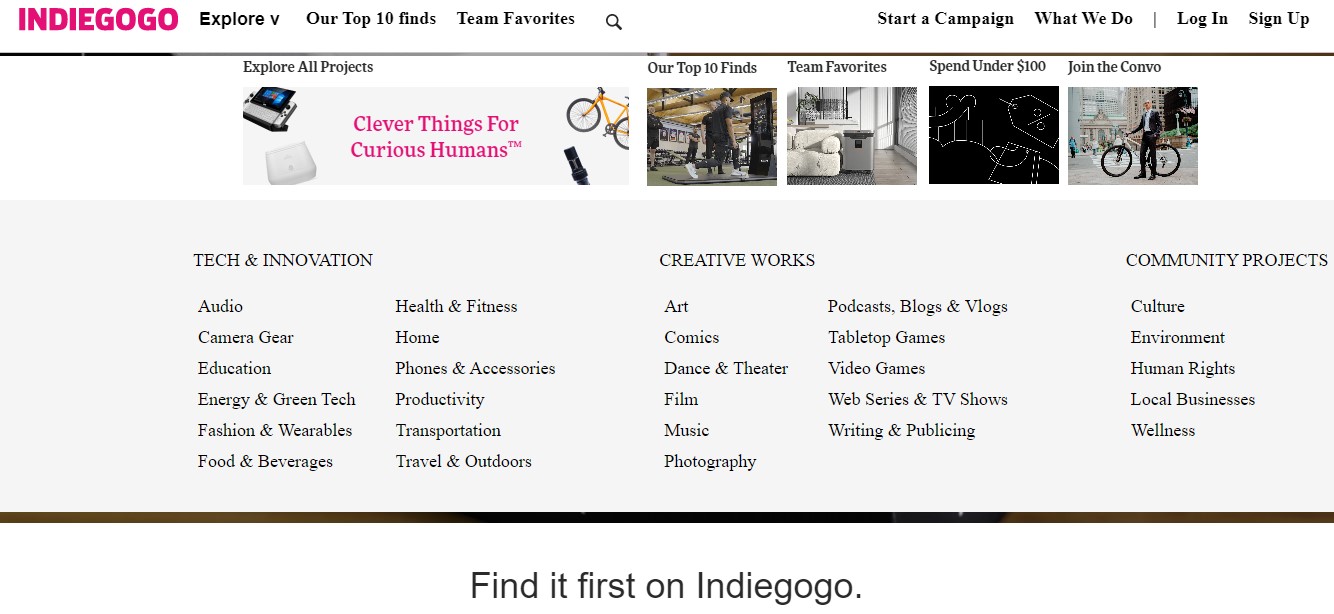 INDIEGOGO Explore v Our Top 10 finds Team Favorites Start a Campaign What We Do | Log In Sign Up
Explore All Projects Our Top 10 Finds Team Favorites Spend Under $100 Join the Convo
Clever Things For
Curious Humans™
TECH & INNOVATION CREATIVE WORKS COMMUNITY PROJECTS
Audio Health & Fitness Art Podcasts, Blogs & Vlogs Culture
Camera Gear Home Comics Tabletop Games Environment
Education Phones & Accessories Dance & Theater Video Games Human Rights
Energy & Green Tech Productivity Film Web Series & TV Shows Local Businesses
Fashion & Wearables Transportation Music Writing & Publicing Wellness
Food & Beverages Travel & Outdoors Photography
Find it first on Indiegogo.